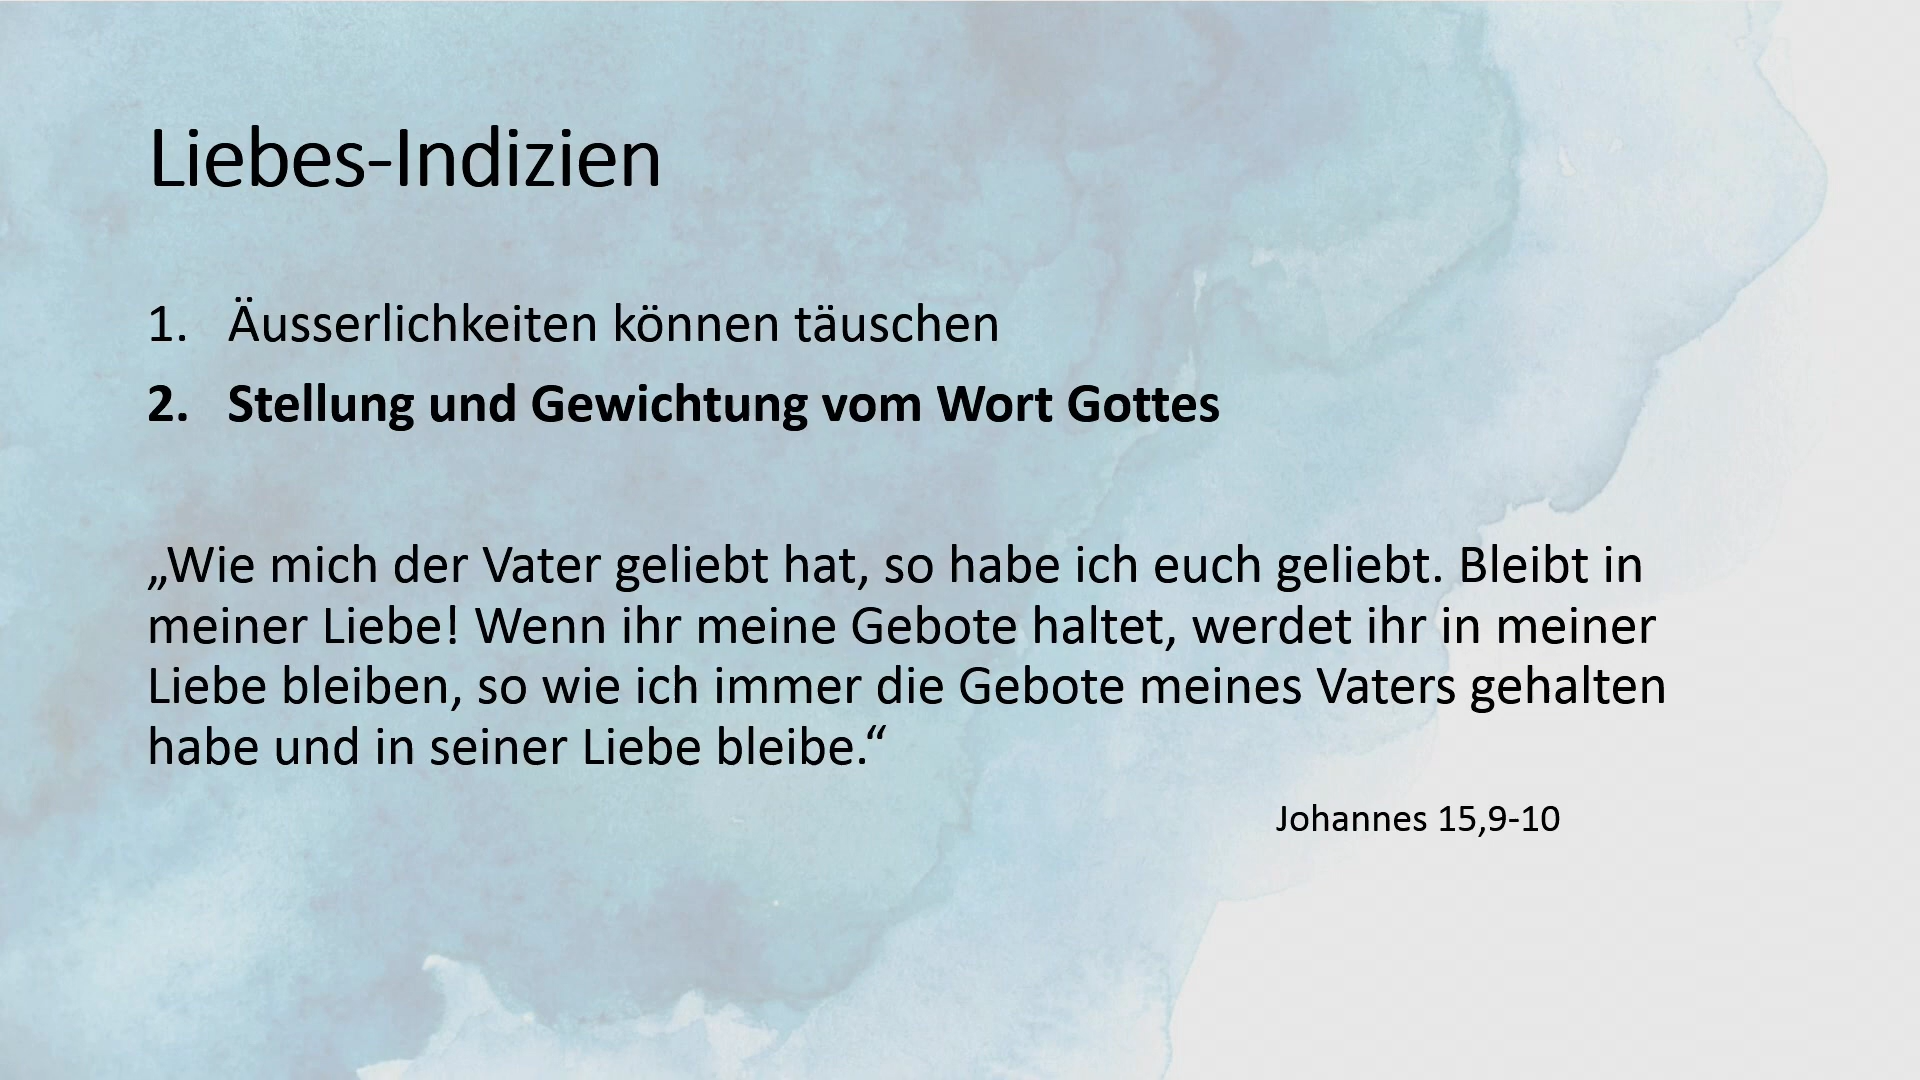 Liebes-Indizien
1. Äusserlichkeiten können täuschen
2. Stellung und Gewichtung vom Wort Gottes
„Wie mich der Vater geliebt hat, so habe ich euch geliebt. Bleibt in
meiner Liebe! Wenn ihr meine Gebote haltet, werdet ihr in meiner
Liebe bleiben, so wie ich immer die Gebote meines Vaters gehalten
habe und in seiner Liebe bleibe.“
Johannes 15,9-10